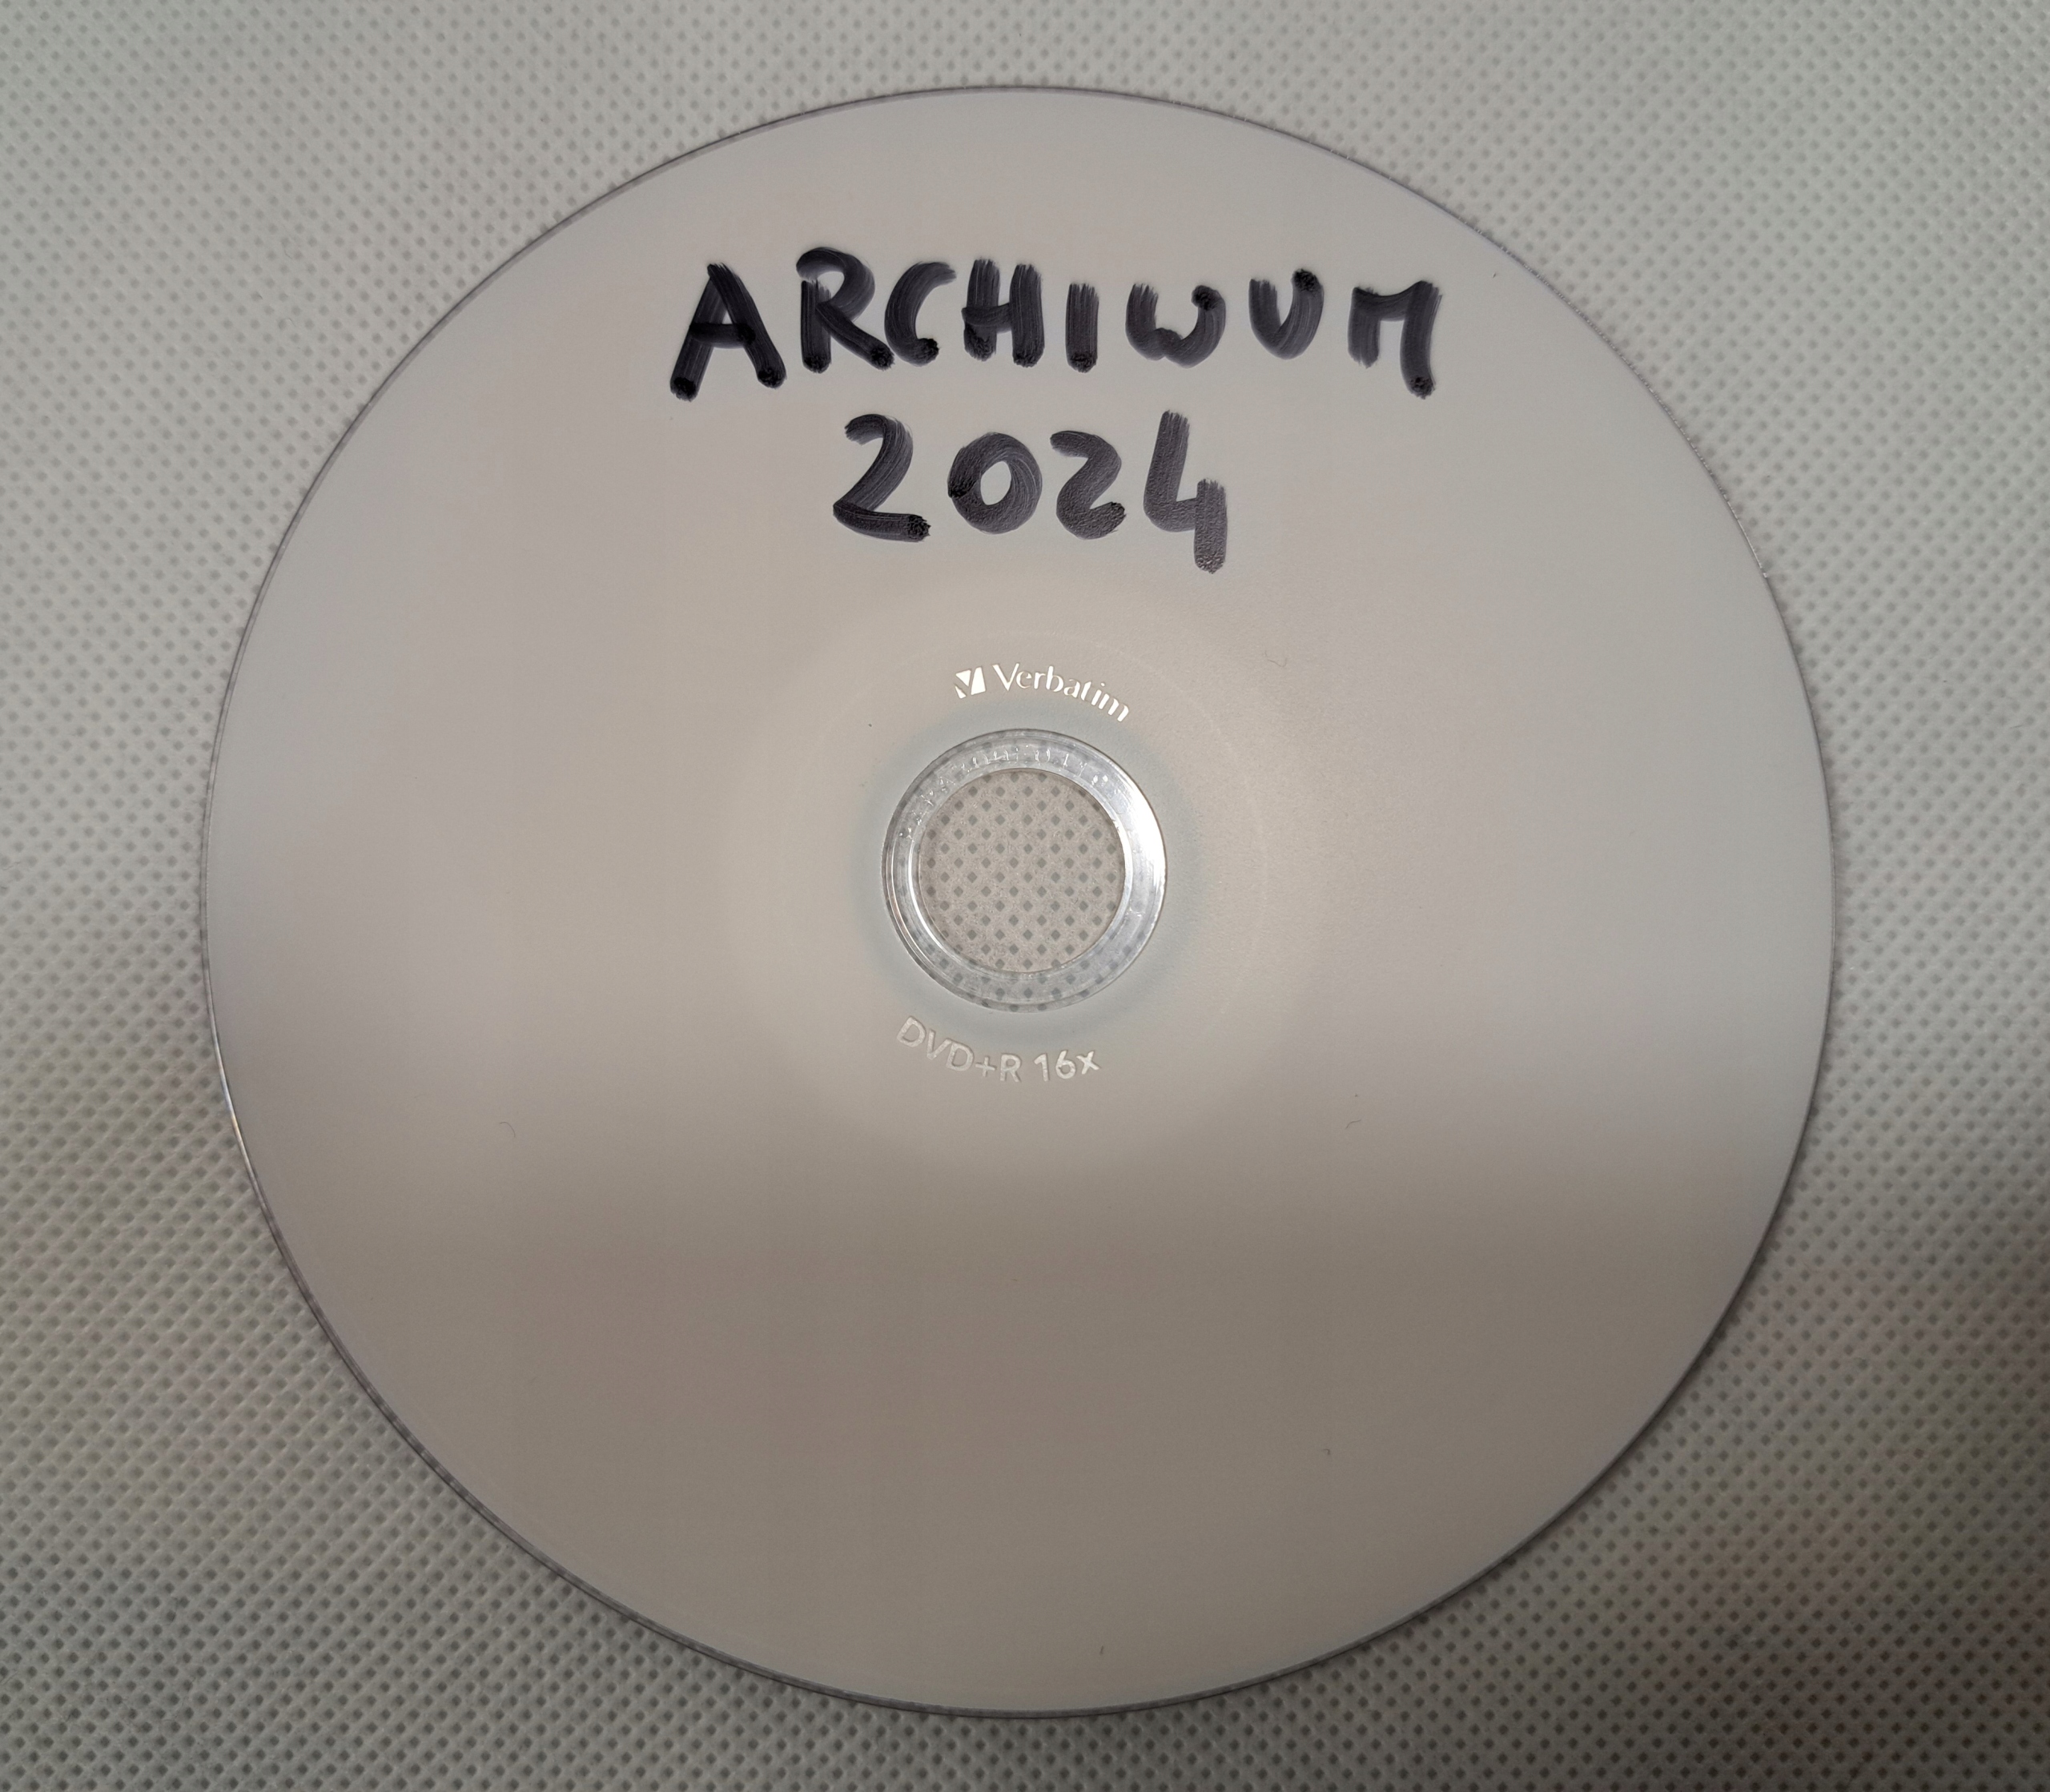 ARCHIWUM
2024
Verbatim
DVD+R 16x